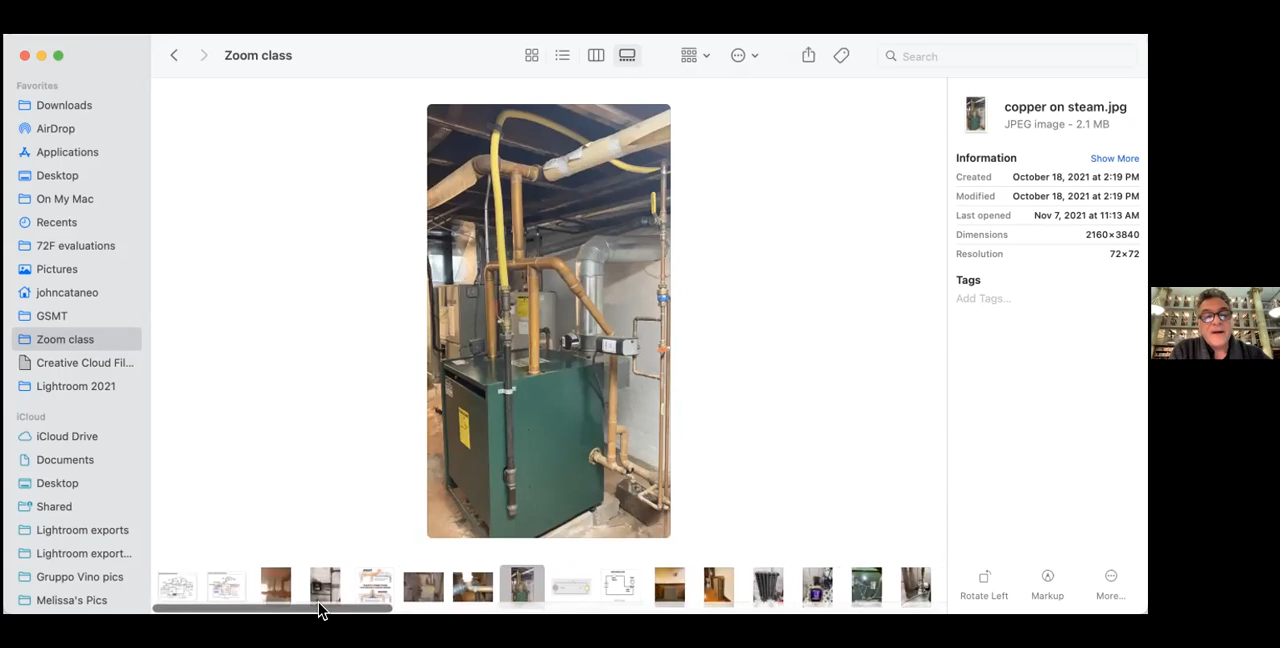 Zoom class
Search
Favorites
Downloads
AirDrop
Applications
Desktop
On My Mac
Recents
72F evaluations
Pictures
johncataneo
GSMT
Zoom class
Creative Cloud Fil...
Lightroom 2021
iCloud
iCloud Drive
Documents
Desktop
Shared
Lightroom exports
Lightroom export...
Gruppo Vino pics
Melissa's Pics
copper on steam.jpg
JPEG image - 2.1 MB
Information Show More
Created October 18, 2021 at 2:19 PM
Modified October 18, 2021 at 2:19 PM
Last opened Nov 7, 2021 at 11:13 AM
Dimensions 2160×3840
Resolution 72×72
Tags
Add Tags...
Rotate Left Markup More...